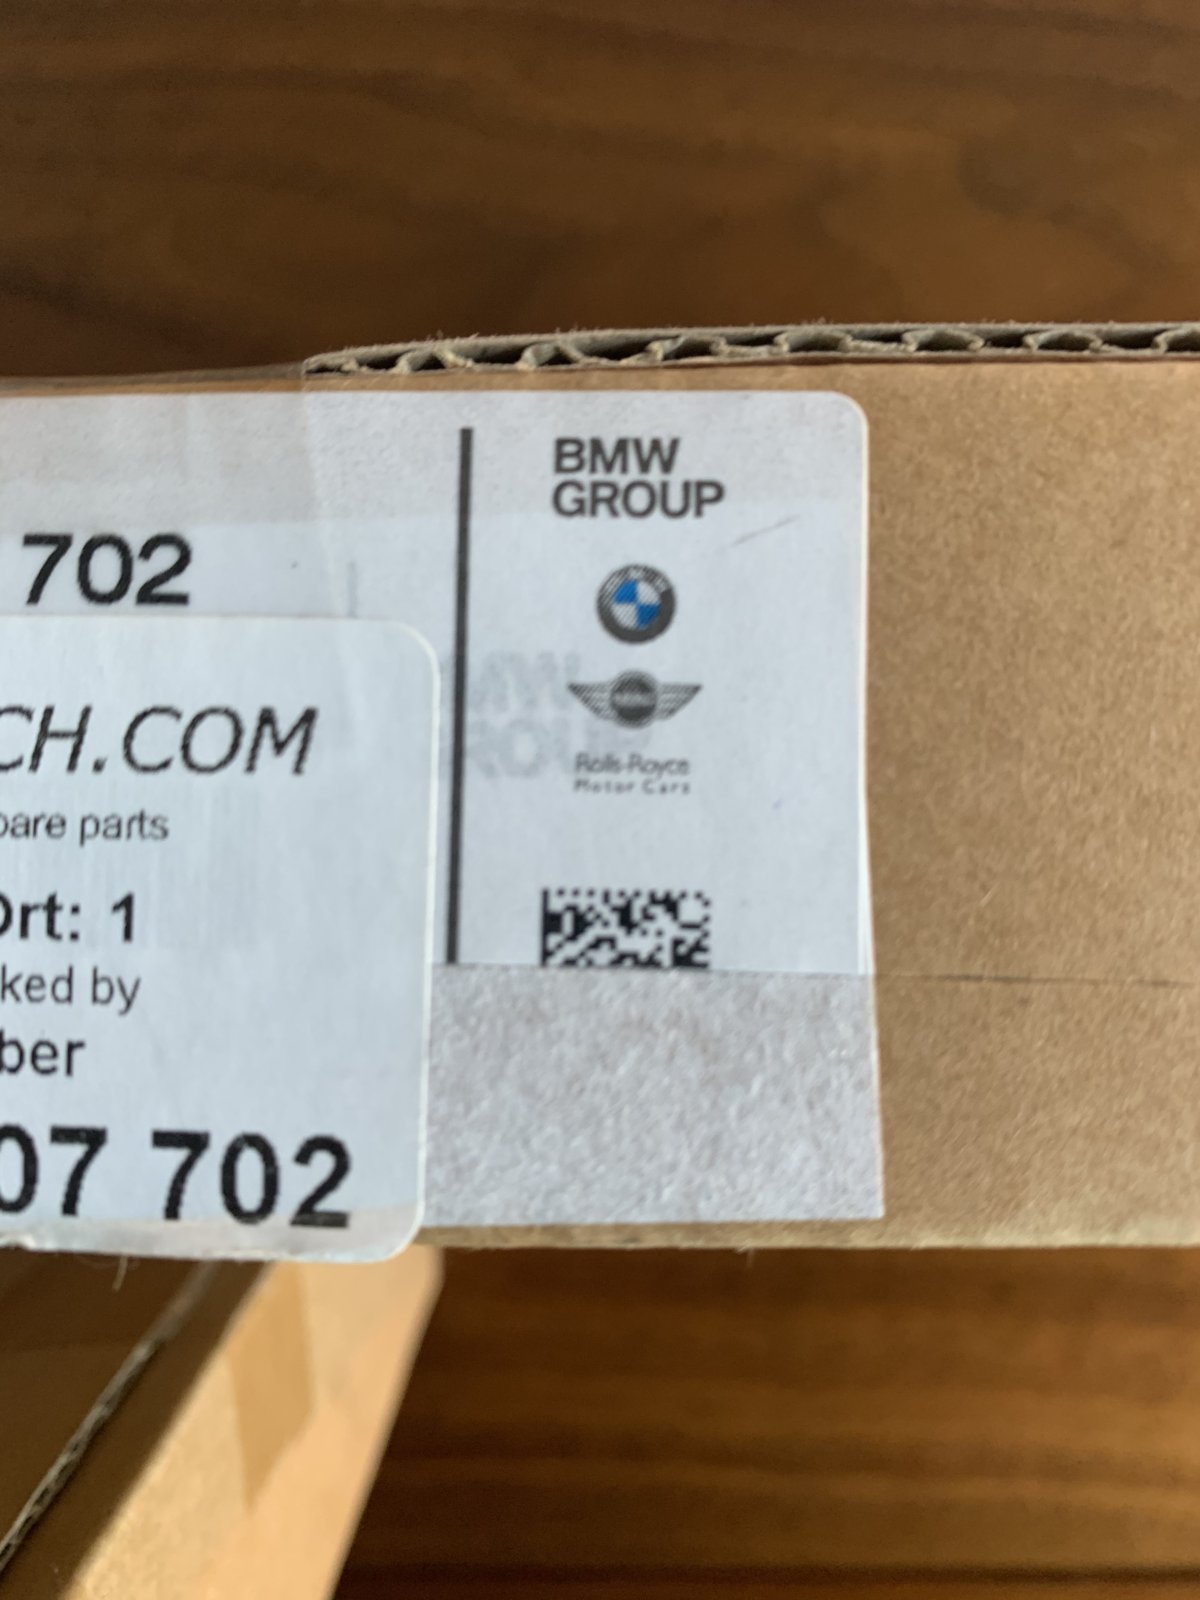 BMW
GROUP
702
Rolls-Royce
Motor Cars
CH.COM
pare parts
Ort: 1
ked by
ber
07 702